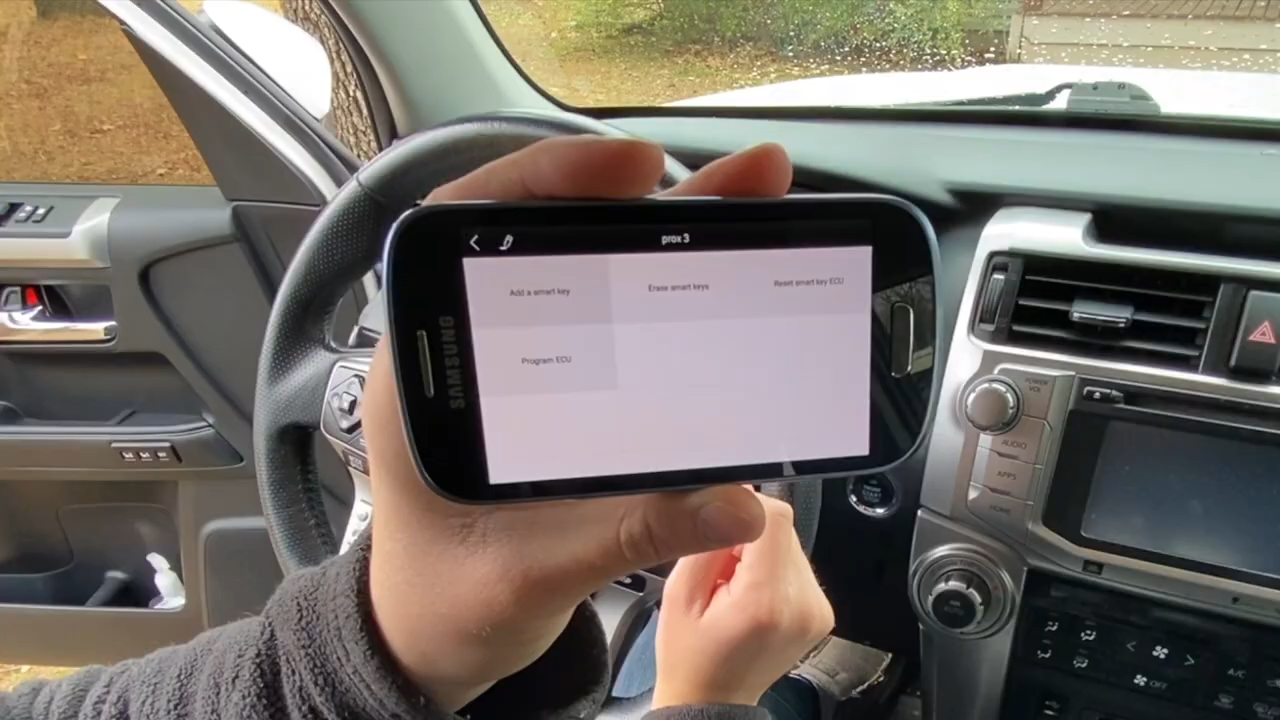 prox 3
Add a smart key
Erase smart keys
Reset smart key ECU
Program ECU
SAMSUNG
POWER
VOL
AUDIO
APPS
HOME
OFF
A/C